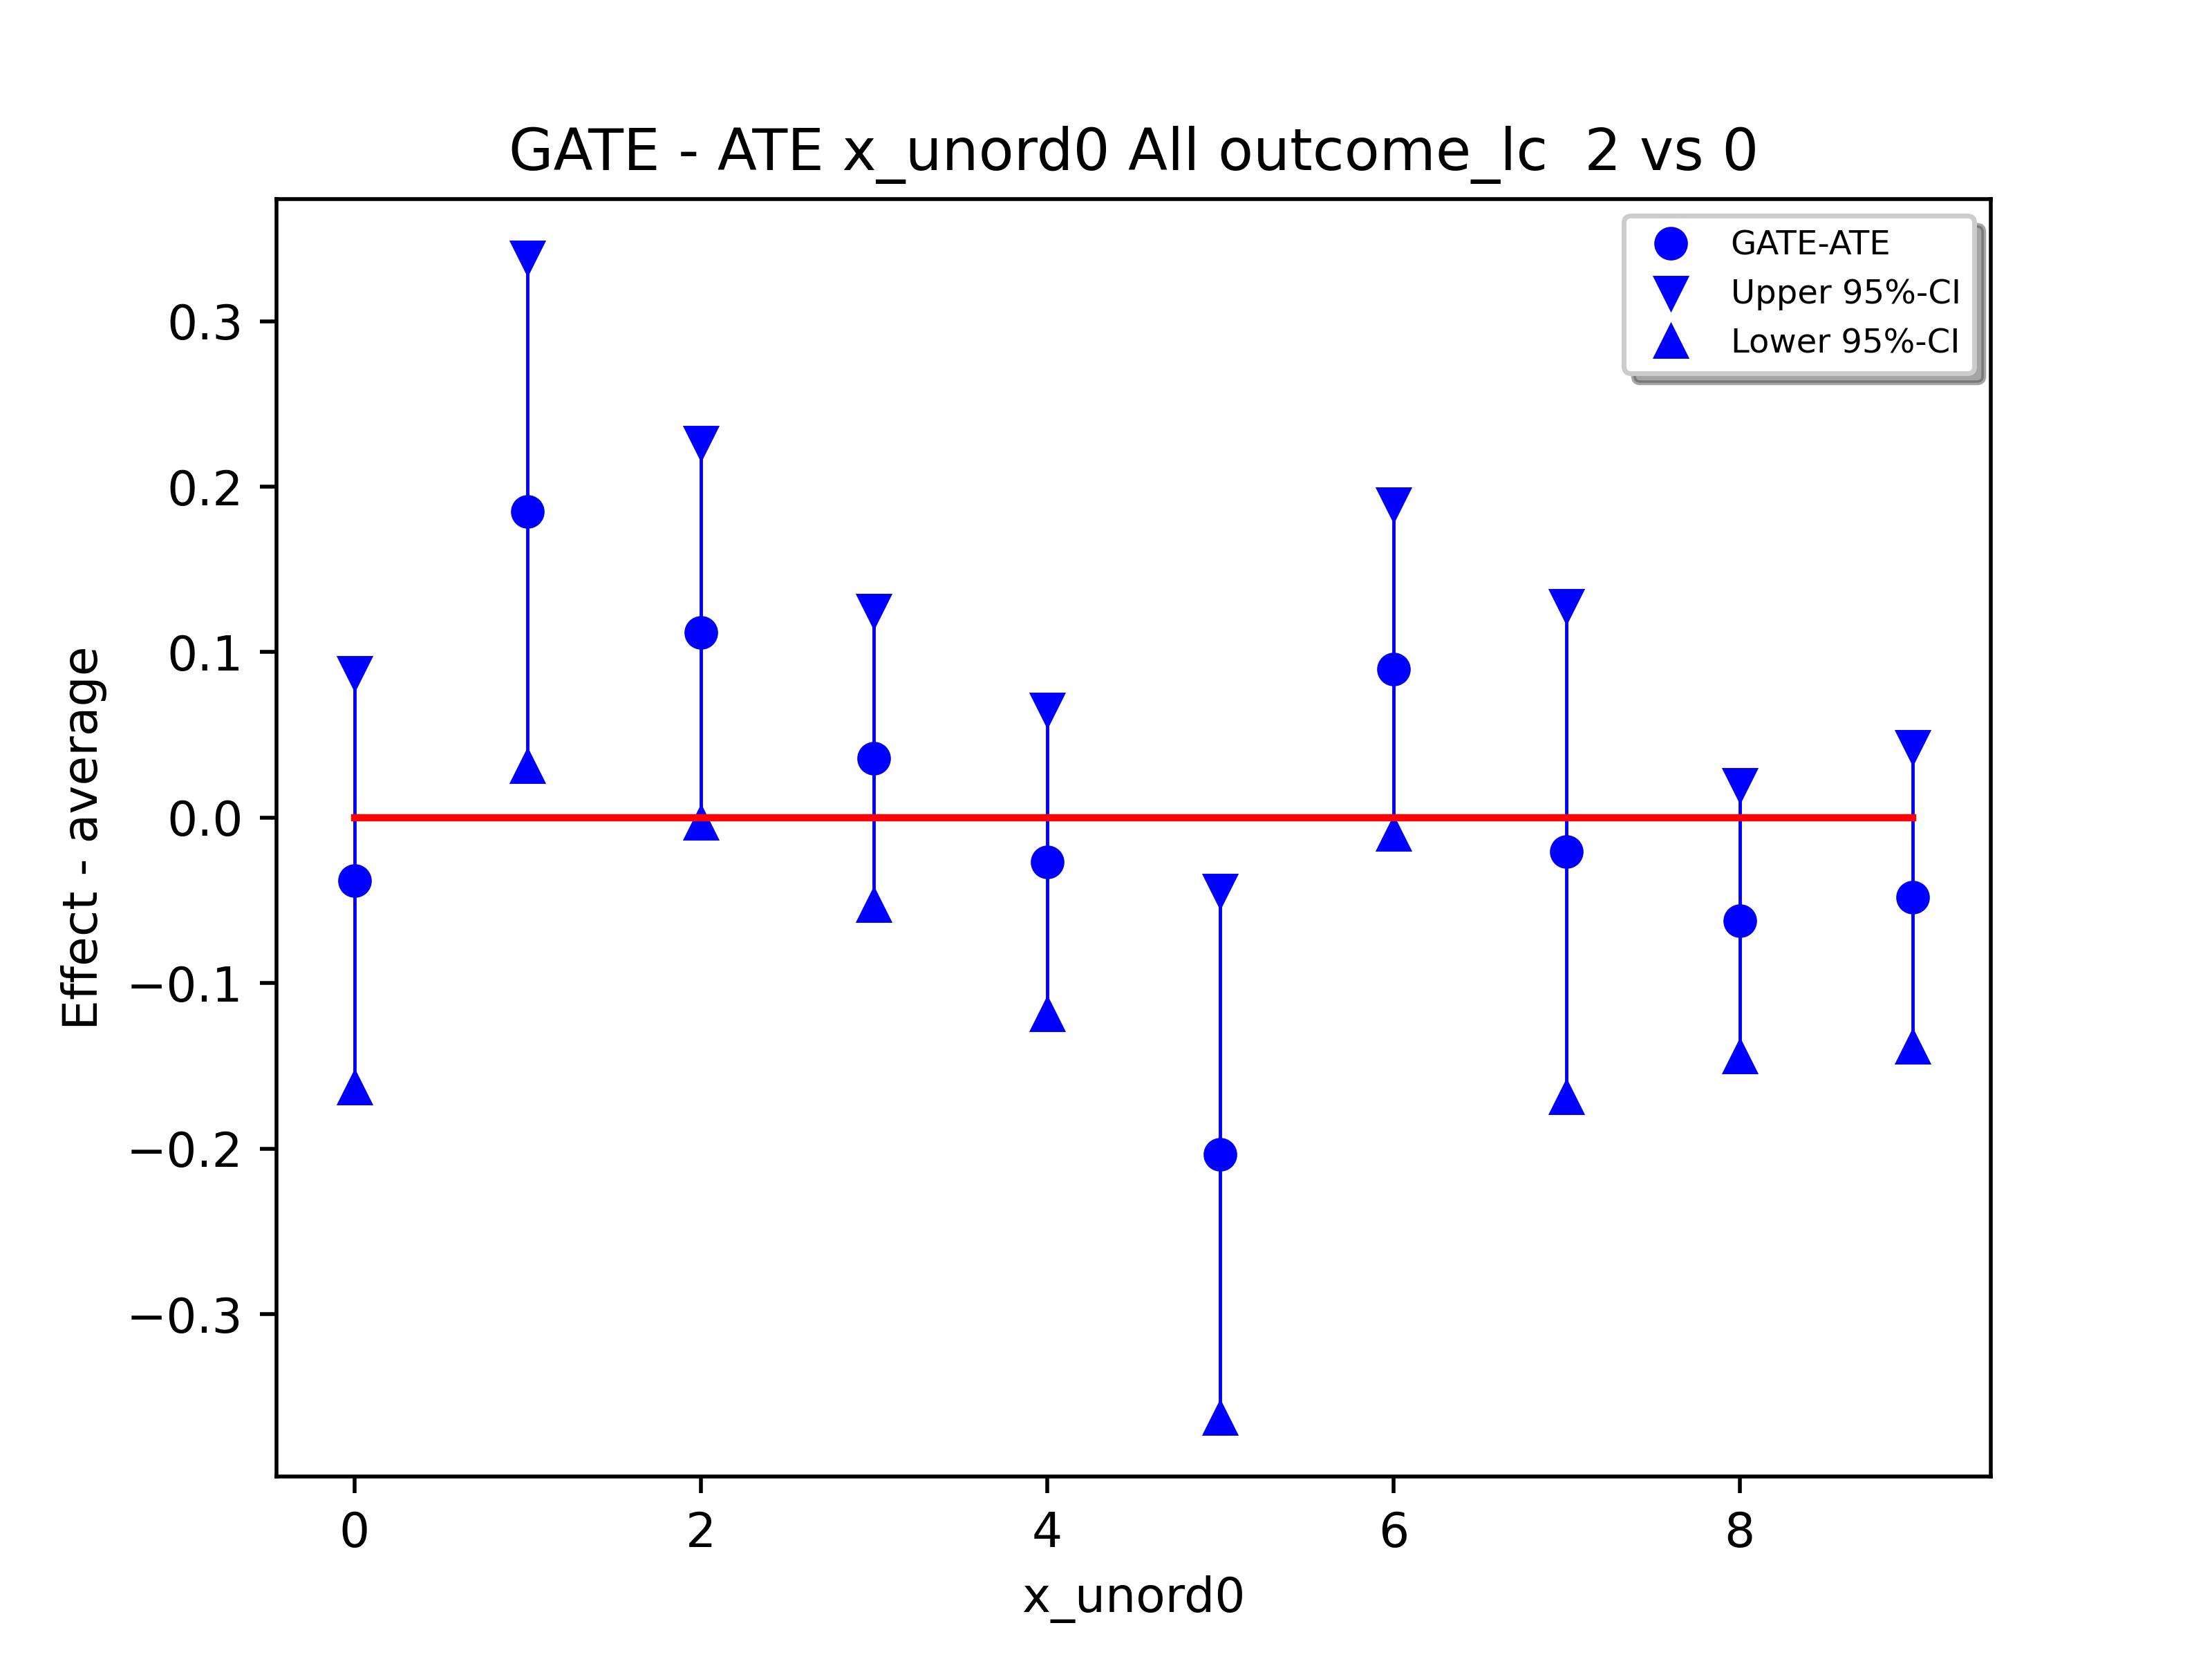 GATE - ATE x_unord0 All outcome_lc  2 vs 0
GATE-ATE
Upper 95%-CI
Lower 95%-CI
Effect - average
0.3
0.2
0.1
0.0
−0.1
−0.2
−0.3
0 2 4 6 8
x_unord0